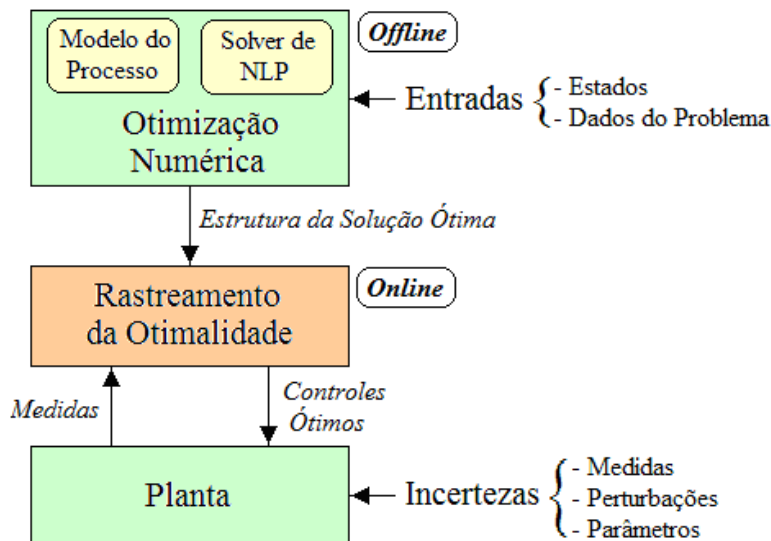 Modelo do
Processo
Solver de
NLP
Offline
Otimização
Numérica
Entradas
- Estados
- Dados do Problema
Estrutura da Solução Ótima
Rastreamento
da Otimalidade
Online
Medidas
Controles
Ótimos
Planta
Incertezas
- Medidas
- Perturbações
- Parâmetros